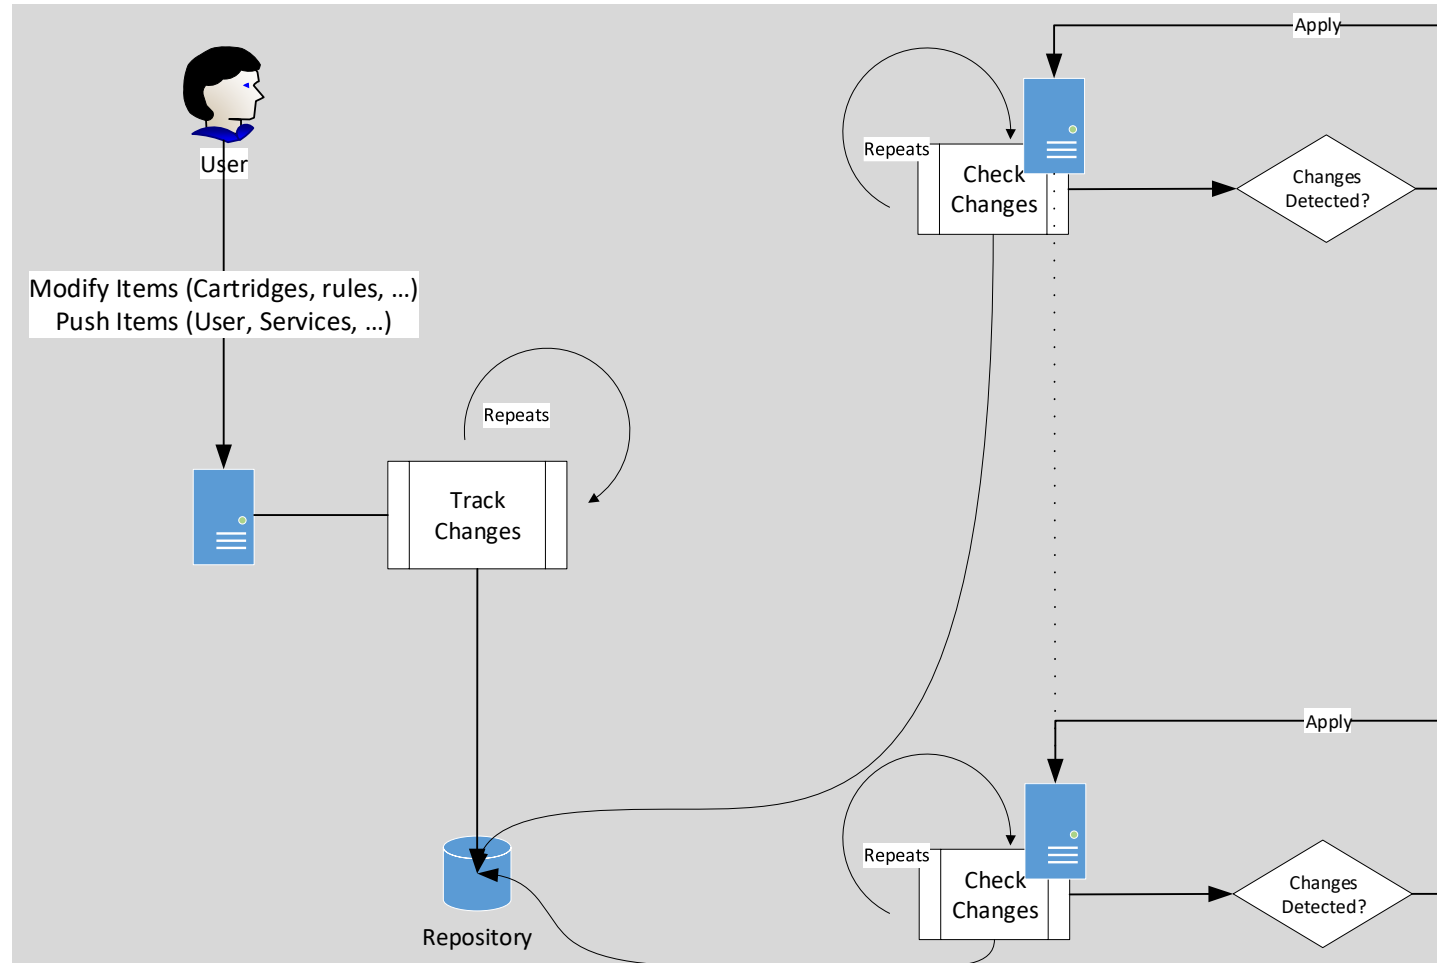 Apply
User
Repeats
Check
Changes
Changes
Detected?
Modify Items (Cartridges, rules, ...)
Push Items (User, Services, ...)
Repeats
Track
Changes
Apply
Repeats
Check
Changes
Changes
Detected?
Repository